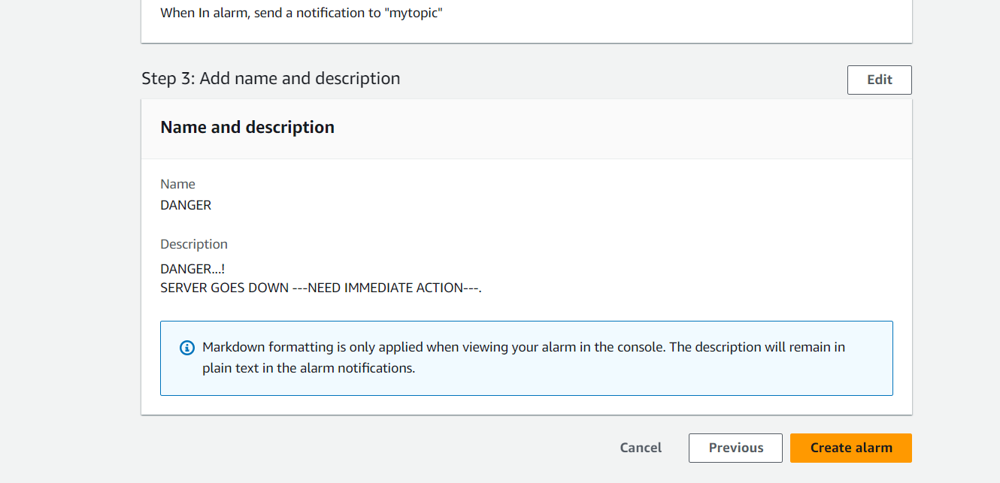 When In alarm, send a notification to "mytopic"
Step 3: Add name and description
Edit
Name and description
Name
DANGER
Description
DANGER...!
SERVER GOES DOWN ---NEED IMMEDIATE ACTION---.
Markdown formatting is only applied when viewing your alarm in the console. The description will remain in
plain text in the alarm notifications.
Cancel
Previous
Create alarm